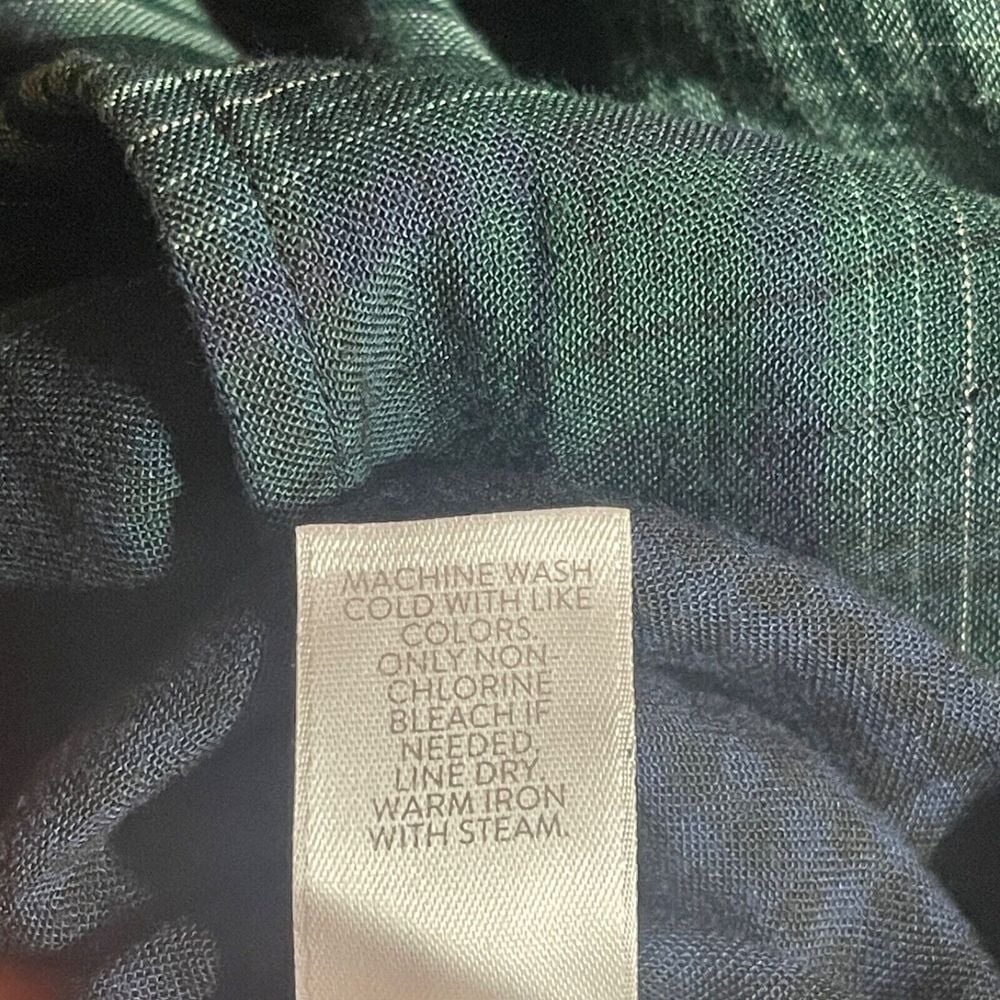 MACHINE WASH
COLD WITH LIKE
COLORS.
ONLY NON-
CHLORINE
BLEACH IF
NEEDED.
LINE DRY.
WARM IRON
WITH STEAM.